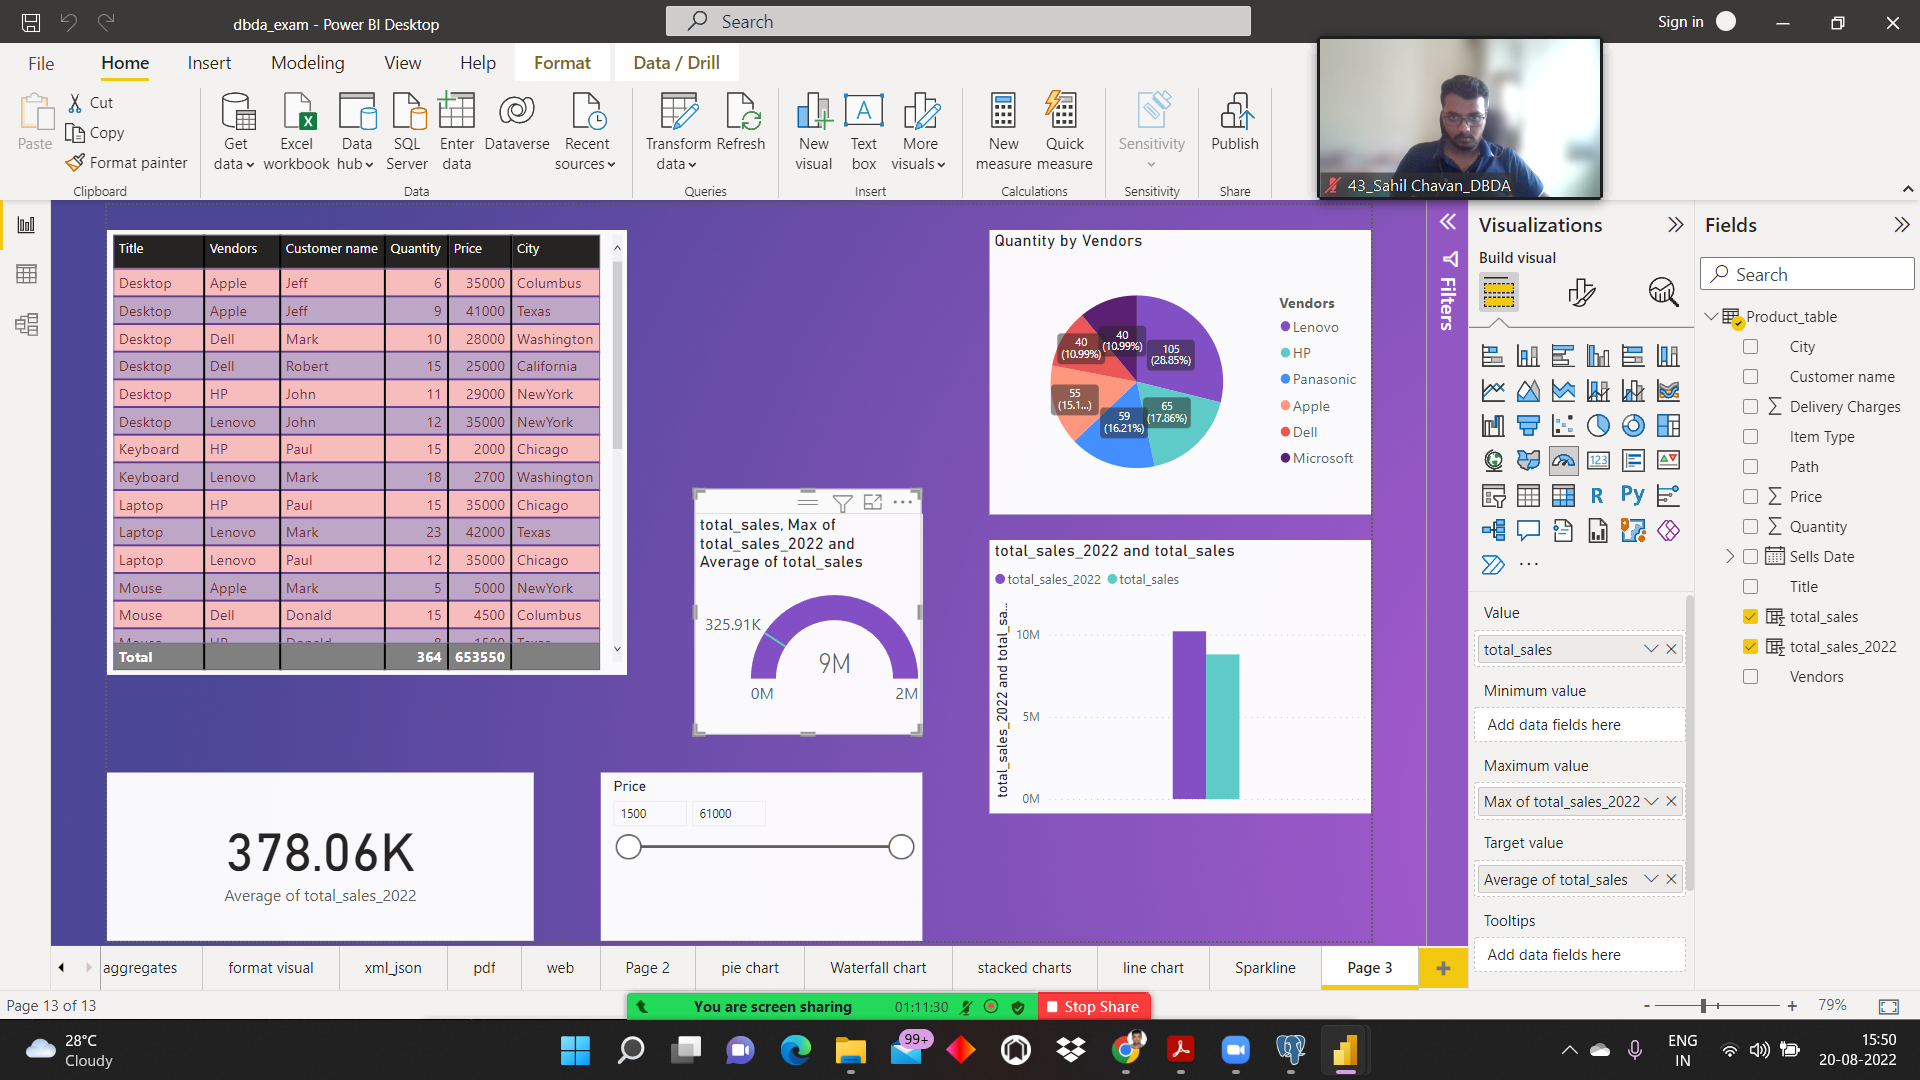 dbda_exam - Power BI Desktop
Search
Sign in
File
Home
Insert
Modeling
View
Help
Format
Data / Drill
Paste
Cut
Copy
Format painter
Clipboard
Get data
Excel workbook
Data hub
SQL Server
Enter data
Dataverse
Recent sources
Data
Transform data
Refresh
Queries
New visual
Text box
More visuals
Insert
New measure
Quick measure
Calculations
Sensitivity
Sensitivity
Publish
Share
43_Sahil Chavan_DBDA
Title Vendors Customer name Quantity Price City
Desktop Apple Jeff 6 35000 Columbus
Desktop Apple Jeff 9 41000 Texas
Desktop Dell Mark 10 28000 Washington
Desktop Dell Robert 15 25000 California
Desktop HP John 11 29000 NewYork
Desktop Lenovo John 12 35000 NewYork
Keyboard HP Paul 15 2000 Chicago
Keyboard Lenovo Mark 18 2700 Washington
Laptop HP Paul 15 35000 Chicago
Laptop Lenovo Mark 23 42000 Texas
Laptop Lenovo Paul 12 35000 Chicago
Mouse Apple Mark 5 5000 NewYork
Mouse Dell Donald 15 4500 Columbus
Mouse HP Donald 8 1500 Texas
Total 364 653550
total_sales, Max of
total_sales_2022 and
Average of total_sales
325.91K
9M
0M 2M
378.06K
Average of total_sales_2022
Price
1500 61000
Quantity by Vendors
40 (10.99%)
40 (10.99%)
105 (28.85%)
55 (15.1...)
59 (16.21%)
65 (17.86%)
Vendors
Lenovo
HP
Panasonic
Apple
Dell
Microsoft
total_sales_2022 and total_sales
total_sales_2022 total_sales
total_sales_2022 and total_sa...
10M
5M
0M
Filters
Visualizations
Build visual
R
Py
123
Value
total_sales
Minimum value
Add data fields here
Maximum value
Max of total_sales_2022
Target value
Average of total_sales
Tooltips
Add data fields here
Fields
Search
Product_table
City
Customer name
Delivery Charges
Item Type
Path
Price
Quantity
Sells Date
Title
total_sales
total_sales_2022
Vendors
aggregates
format visual
xml_json
pdf
web
Page 2
pie chart
Waterfall chart
stacked charts
line chart
Sparkline
Page 3
Page 13 of 13
You are screen sharing
01:11:30
Stop Share
79%
28°C
Cloudy
99+
ENG
IN
15:50
20-08-2022